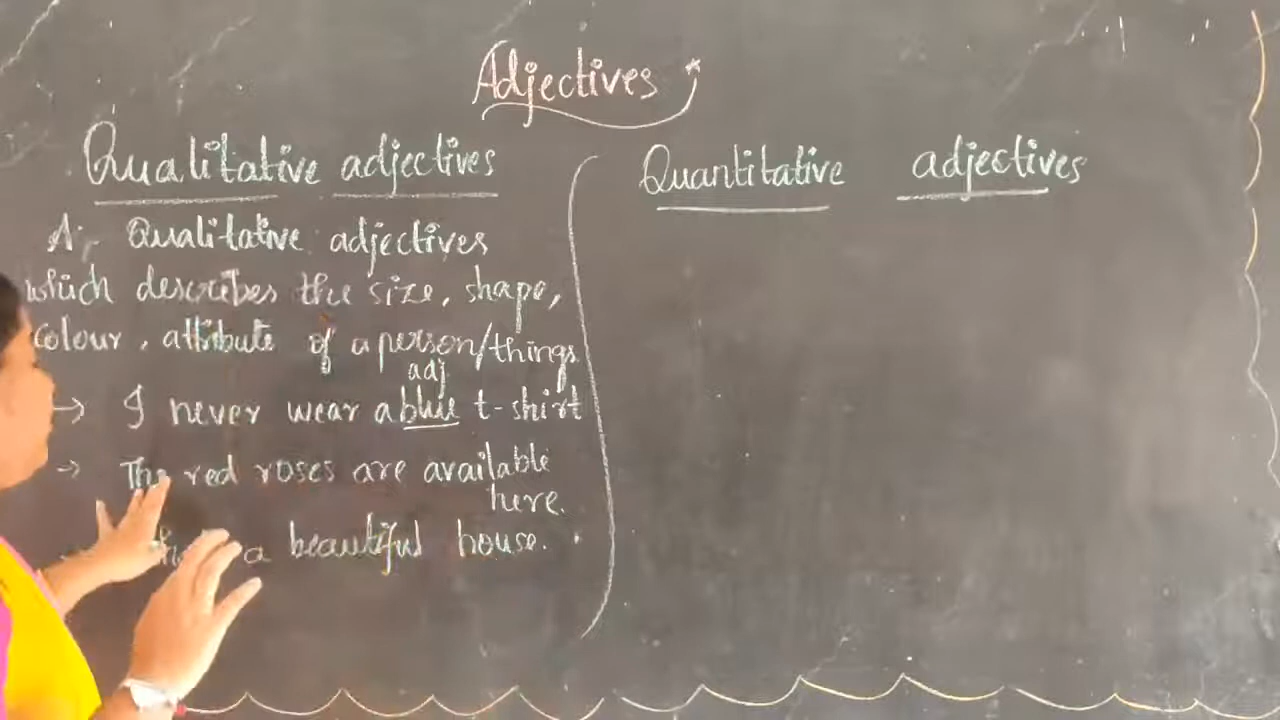 Adjectives
Qualitative adjectives
A:, Qualitative adjectives
which describes the size, shape,
colour, attribute of a person/things.
adj
→ I never wear a blue t-shirt
→ The red roses are available
here.
a beautiful house.
Quantitative adjectives